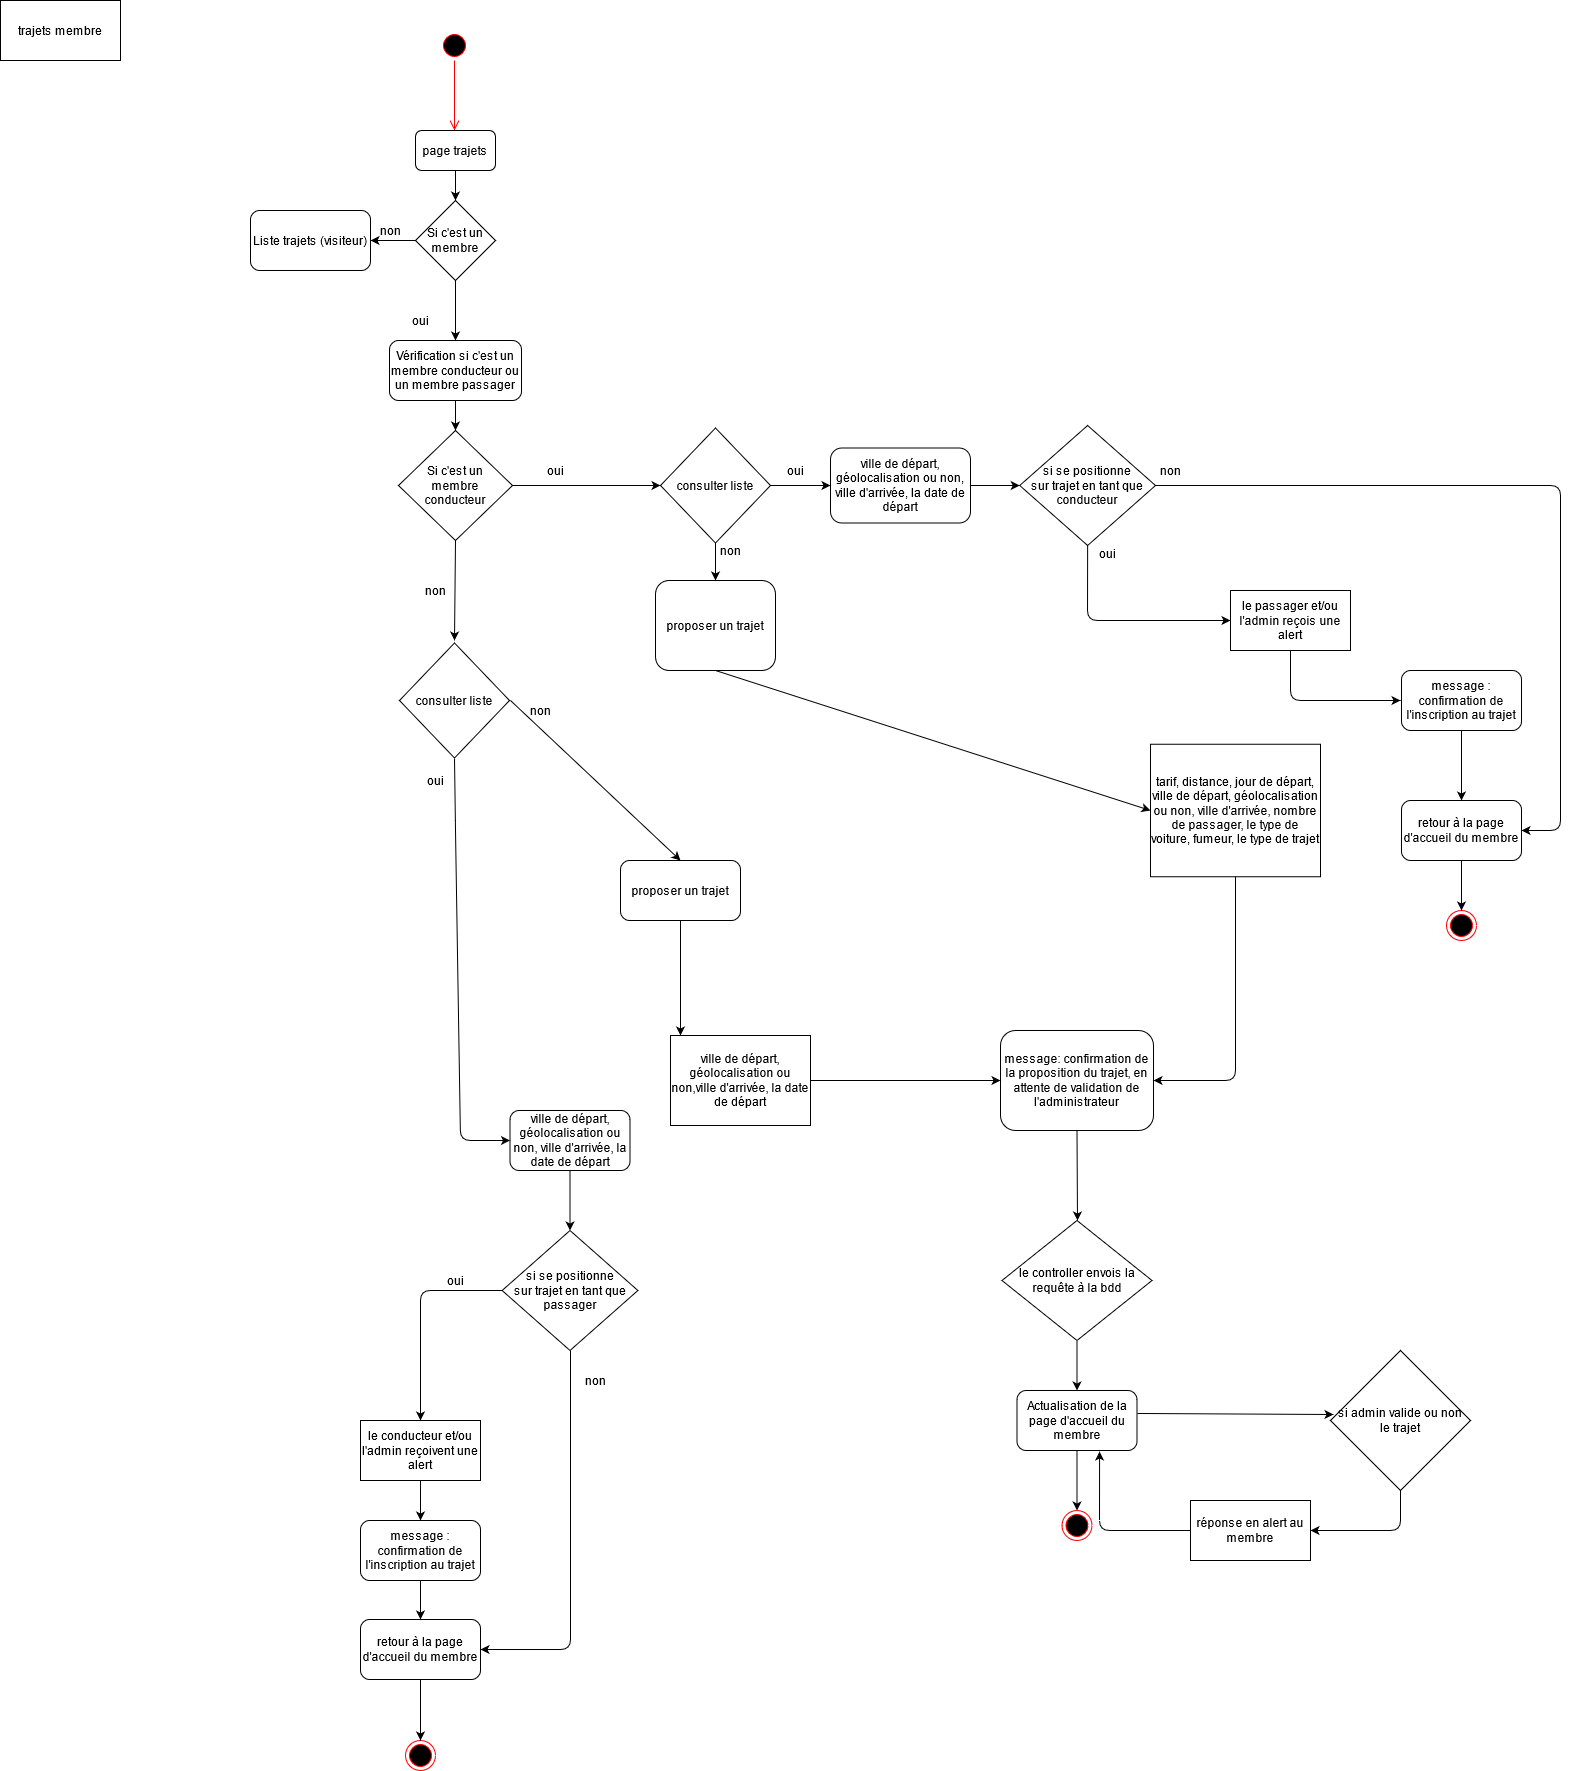 trajets membre
page trajets
Si c'est un
membre
non
Liste trajets (visiteur)
oui
Vérification si c'est un
membre conducteur ou
un membre passager
Si c'est un
membre
conducteur
oui
consulter liste
oui
ville de départ,
géolocalisation ou non,
ville d'arrivée, la date de
départ
si se positionne
sur trajet en tant que
conducteur
non
non
oui
non
proposer un trajet
le passager et/ou
l'admin reçois une
alert
consulter liste
non
message :
confirmation de
l'inscription au trajet
oui
tarif, distance, jour de départ,
ville de départ, géolocalisation
ou non, ville d'arrivée, nombre
de passager, le type de
voiture, fumeur, le type de trajet
retour à la page
d'accueil du membre
proposer un trajet
ville de départ,
géolocalisation ou
non,ville d'arrivée, la date
de départ
message: confirmation de
la proposition du trajet, en
attente de validation de
l'administrateur
ville de départ,
géolocalisation ou
non, ville d'arrivée, la
date de départ
si se positionne
sur trajet en tant que
passager
oui
non
le controller envois la
requête à la bdd
Actualisation de la
page d'accueil du
membre
si admin valide ou non
le trajet
réponse en alert au
membre
le conducteur et/ou
l'admin reçoivent une
alert
message :
confirmation de
l'inscription au trajet
retour à la page
d'accueil du membre